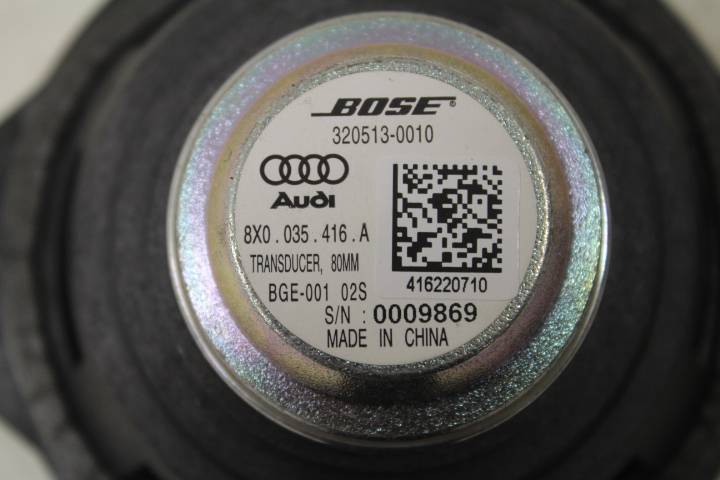 BOSE®
320513-0010
Audi
8X0.035.416.A
TRANSDUCER, 80MM
416220710
BGE-001 02S
S/N : 0009869
MADE IN CHINA